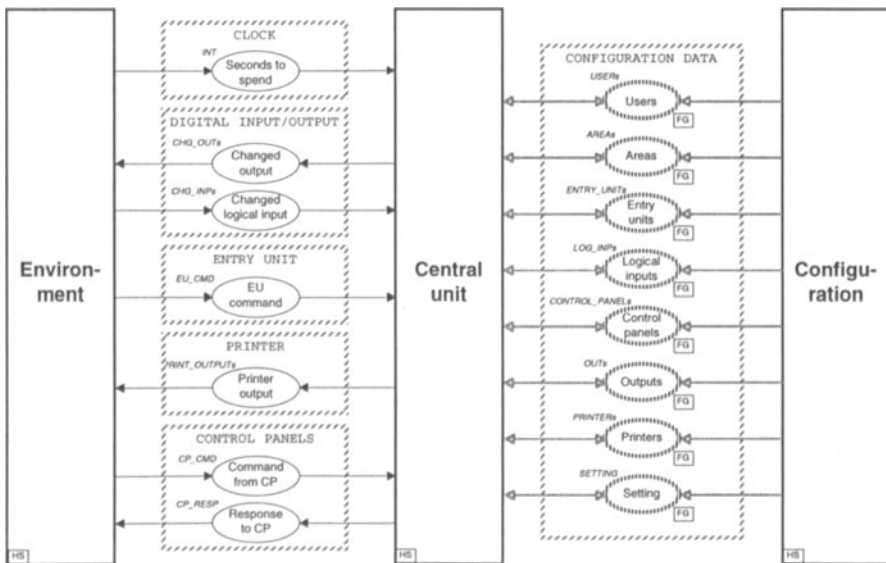 CLOCK
INT
Seconds to
spend
DIGITAL INPUT/OUTPUT
CHG_OUTs
Changed
output
CHG_INPs
Changed
logical input
Environ-
ment
ENTRY UNIT
EU_CMD
EU
command
PRINTER
PRINT_OUTPUTs
Printer
output
CONTROL PANELS
CP_CMD
Command
from CP
CP_RESP
Response
to CP
HS
Central
unit
HS
CONFIGURATION DATA
USERs
Users
FG
AREAs
Areas
FG
ENTRY_UNITs
Entry
units
FG
LOG_INPs
Logical
inputs
FG
CONTROL_PANELs
Control
panels
FG
OUTs
Outputs
FG
PRINTERs
Printers
FG
SETTING
Setting
FG
Configu-
ration
HS